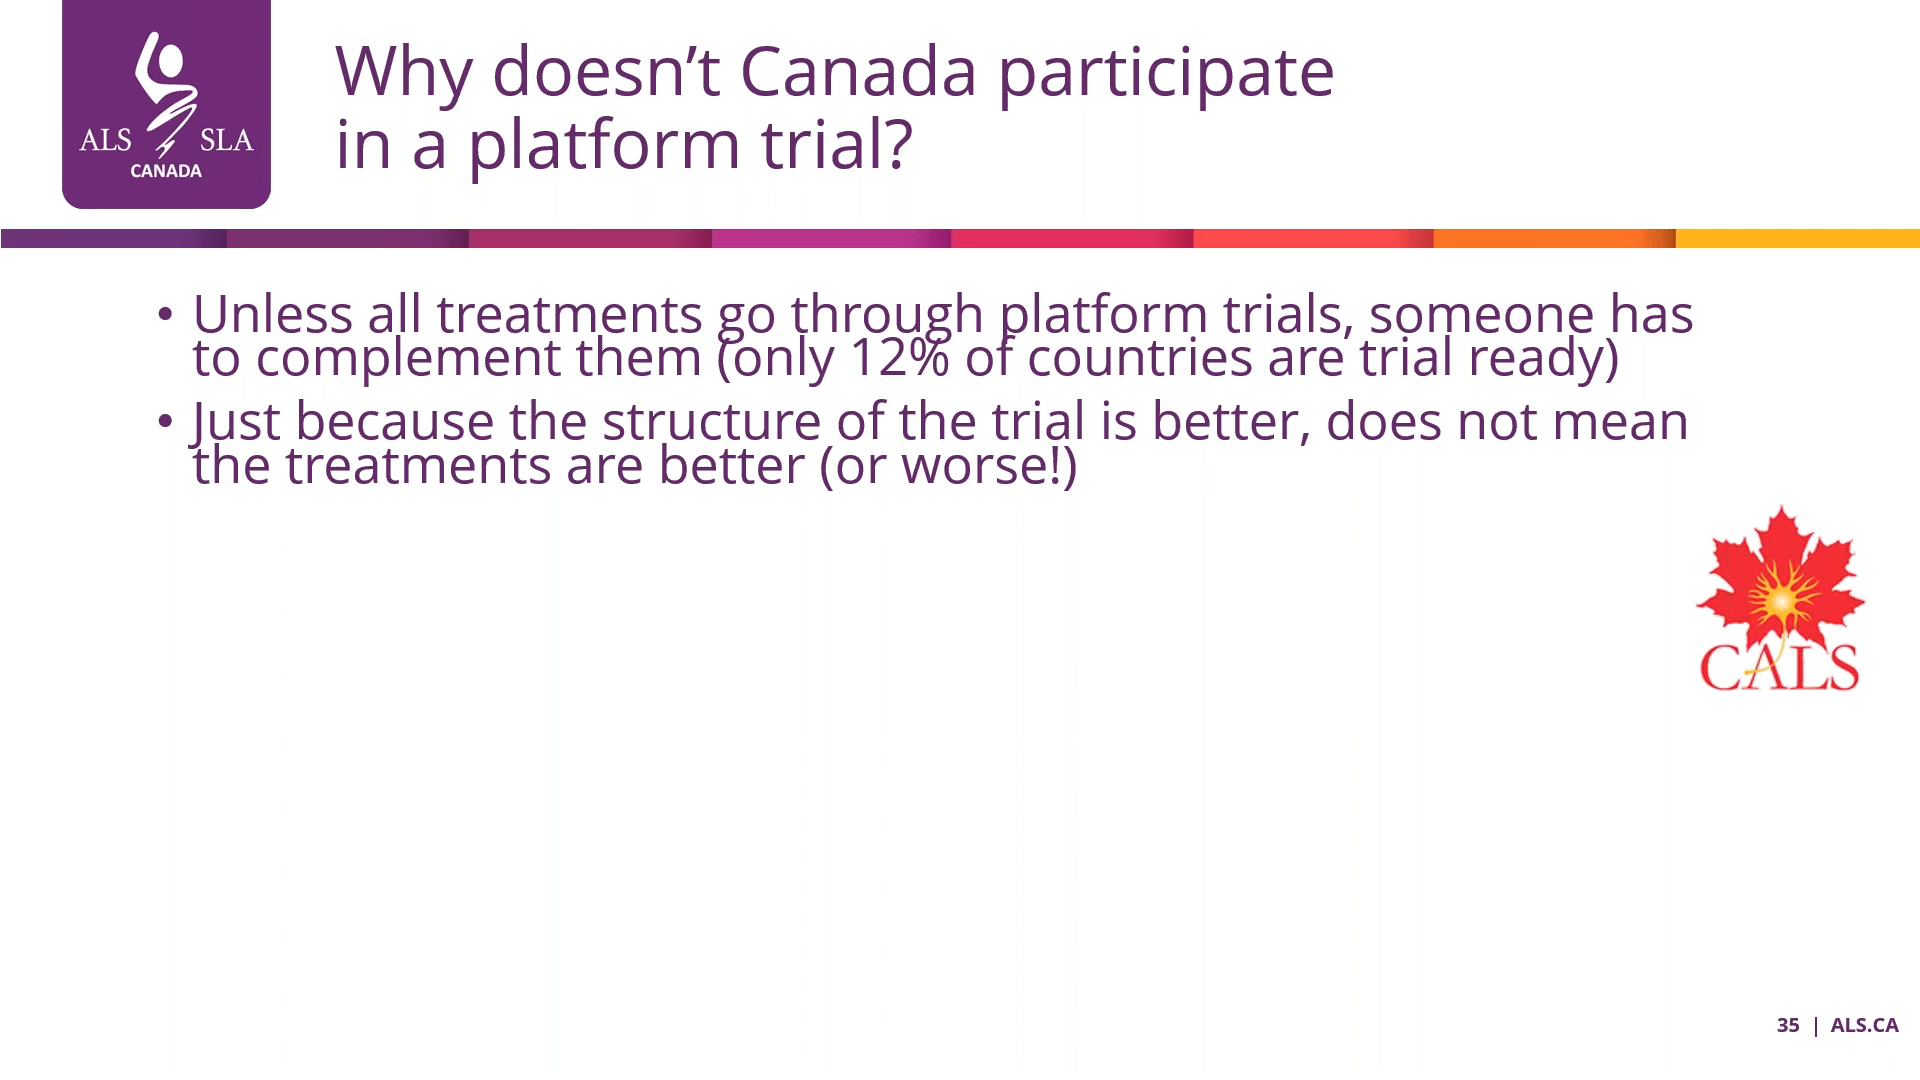 ALS SLA
CANADA
Why doesn’t Canada participate
in a platform trial?
• Unless all treatments go through platform trials, someone has
to complement them (only 12% of countries are trial ready)
• Just because the structure of the trial is better, does not mean
the treatments are better (or worse!)
CALS
35 | ALS.CA